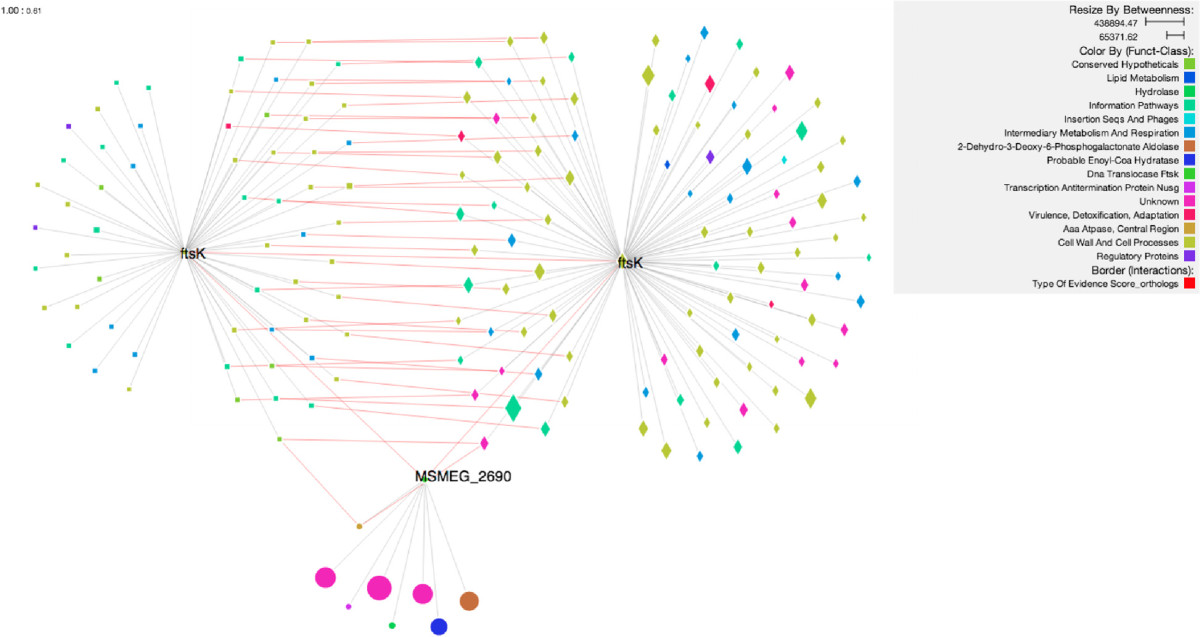 1.00 : 0.61
Resize By Betweenness:
438894.47
65371.62
Color By (Funct-Class):
Conserved Hypotheticals
Lipid Metabolism
Hydrolase
Information Pathways
Insertion Seqs And Phages
Intermediary Metabolism And Respiration
2-Dehydro-3-Deoxy-6-Phosphogalactonate Aldolase
Probable Enoyl-Coa Hydratase
Dna Translocase Ftsk
Transcription Antitermination Protein Nusg
Unknown
Virulence, Detoxification, Adaptation
Aaa Atpase, Central Region
Cell Wall And Cell Processes
Regulatory Proteins
Border (Interactions):
Type Of Evidence Score_orthologs
ftsK
ftsK
MSMEG_2690